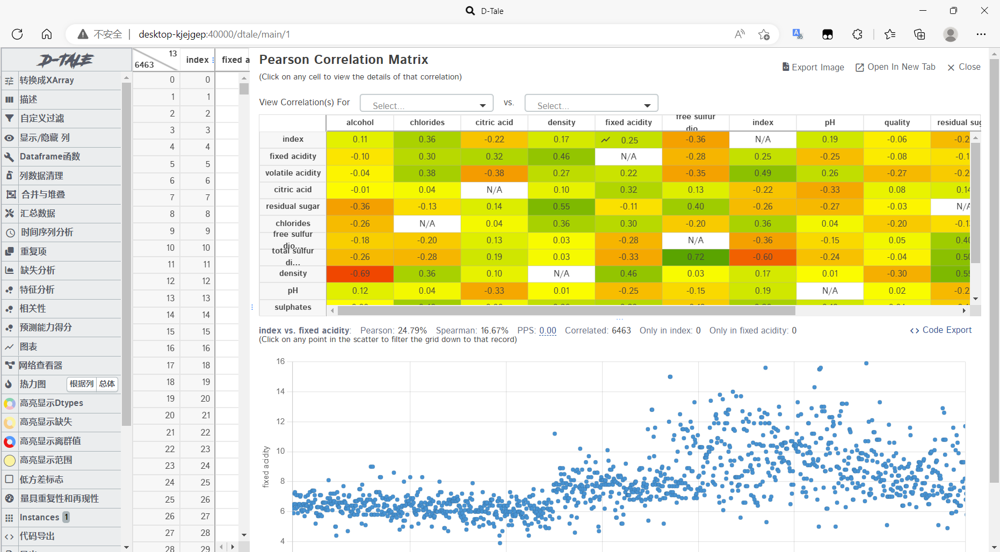 D-Tale
不安全 desktop-kjejgep:40000/dtale/main/1
D-TALE
转换成XArray
描述
自定义过滤
显示/隐藏 列
Dataframe函数
列数据清理
合并与堆叠
汇总数据
时间序列分析
重复项
缺失分析
特征分析
相关性
预测能力得分
图表
网络查看器
热力图 根据列 总体
高亮显示Dtypes
高亮显示缺失
高亮显示离群值
高亮显示范围
低方差标志
量具重复性和再现性
Instances 1
代码导出
13
6463 index fixed a
0 0
1 1
2 2
3 3
4 4
5 5
6 6
7 7
8 8
9 9
10 10
11 11
12 12
13 13
14 14
15 15
16 16
17 18
18 19
19 20
20 21
21 22
22 23
23 24
24 25
25 26
26 27
27 28
28 29
Pearson Correlation Matrix
(Click on any cell to view the details of that correlation)
Export Image Open In New Tab Close
View Correlation(s) For Select... vs. Select...
alcohol chlorides citric acid density fixed acidity free sulfur dio... index pH quality residual sug
index 0.11 0.36 -0.22 0.17 0.25 -0.36 N/A 0.19 -0.06 -0.2
fixed acidity -0.10 0.30 0.32 0.46 N/A -0.28 0.25 -0.25 -0.08 -0.1
volatile acidity -0.04 0.38 -0.38 0.27 0.22 -0.35 0.49 0.26 -0.27 -0.2
citric acid -0.01 0.04 N/A 0.10 0.32 0.13 -0.22 -0.33 0.08 0.14
residual sugar -0.36 -0.13 0.14 0.55 -0.11 0.40 -0.26 -0.27 -0.03 N/A
chlorides -0.26 N/A 0.04 0.36 0.30 -0.20 0.36 0.04 -0.20 -0.1
free sulfur dio... -0.18 -0.20 0.13 0.03 -0.28 N/A -0.36 -0.15 0.05 0.40
total sulfur di... -0.26 -0.28 0.19 0.03 -0.33 0.72 -0.60 -0.24 -0.04 0.50
density -0.69 0.36 0.10 N/A 0.46 0.03 0.17 0.01 -0.30 0.55
pH 0.12 0.04 -0.33 0.01 -0.25 -0.15 0.19 N/A 0.02 -0.2
sulphates
index vs. fixed acidity: Pearson: 24.79% Spearman: 16.67% PPS: 0.00 Correlated: 6463 Only in index: 0 Only in fixed acidity: 0 Code Export
(Click on any point in the scatter to filter the grid down to that record)
16
14
12
10
8
6
4
fixed acidity